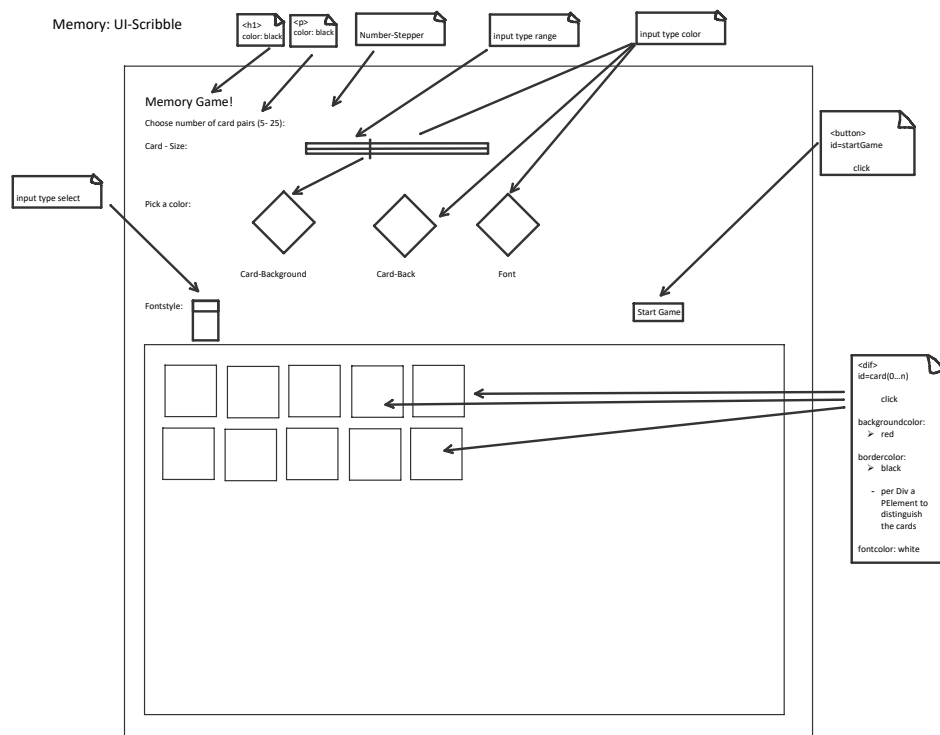 Memory: UI-Scribble
<h1>
color: black
<p>
color: black
Number-Stepper
input type range
input type color
Memory Game!
Choose number of card pairs (5- 25):
Card - Size:
<button>
id=startGame
click
input type select
Pick a color:
Card-Background
Card-Back
Font
Fontstyle:
Start Game
<dif>
id=card(0...n)
click
backgroundcolor:
➢ red
bordercolor:
➢ black
- per Div a
PElement to
distinguish
the cards
fontcolor: white